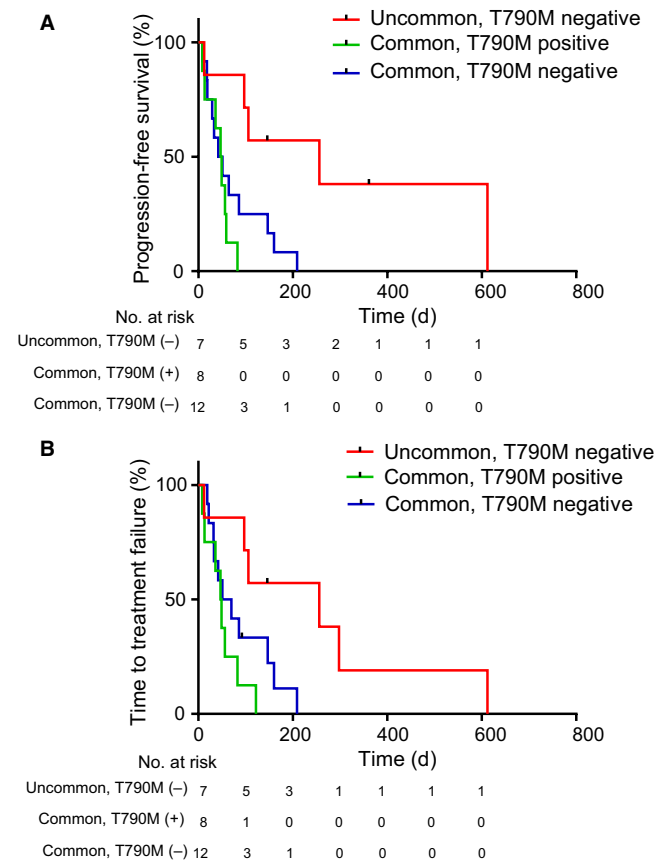 A
Uncommon, T790M negative
Common, T790M positive
Common, T790M negative
Progression-free survival (%)
100
50
0
0 200 400 600 800
Time (d)
No. at risk
Uncommon, T790M (–) 7 5 3 2 1 1 1
Common, T790M (+) 8 0 0 0 0 0 0
Common, T790M (–) 12 3 1 0 0 0 0
B
Uncommon, T790M negative
Common, T790M positive
Common, T790M negative
Time to treatment failure (%)
100
50
0
0 200 400 600 800
Time (d)
No. at risk
Uncommon, T790M (–) 7 5 3 1 1 1 1
Common, T790M (+) 8 1 0 0 0 0 0
Common, T790M (–) 12 3 1 0 0 0 0